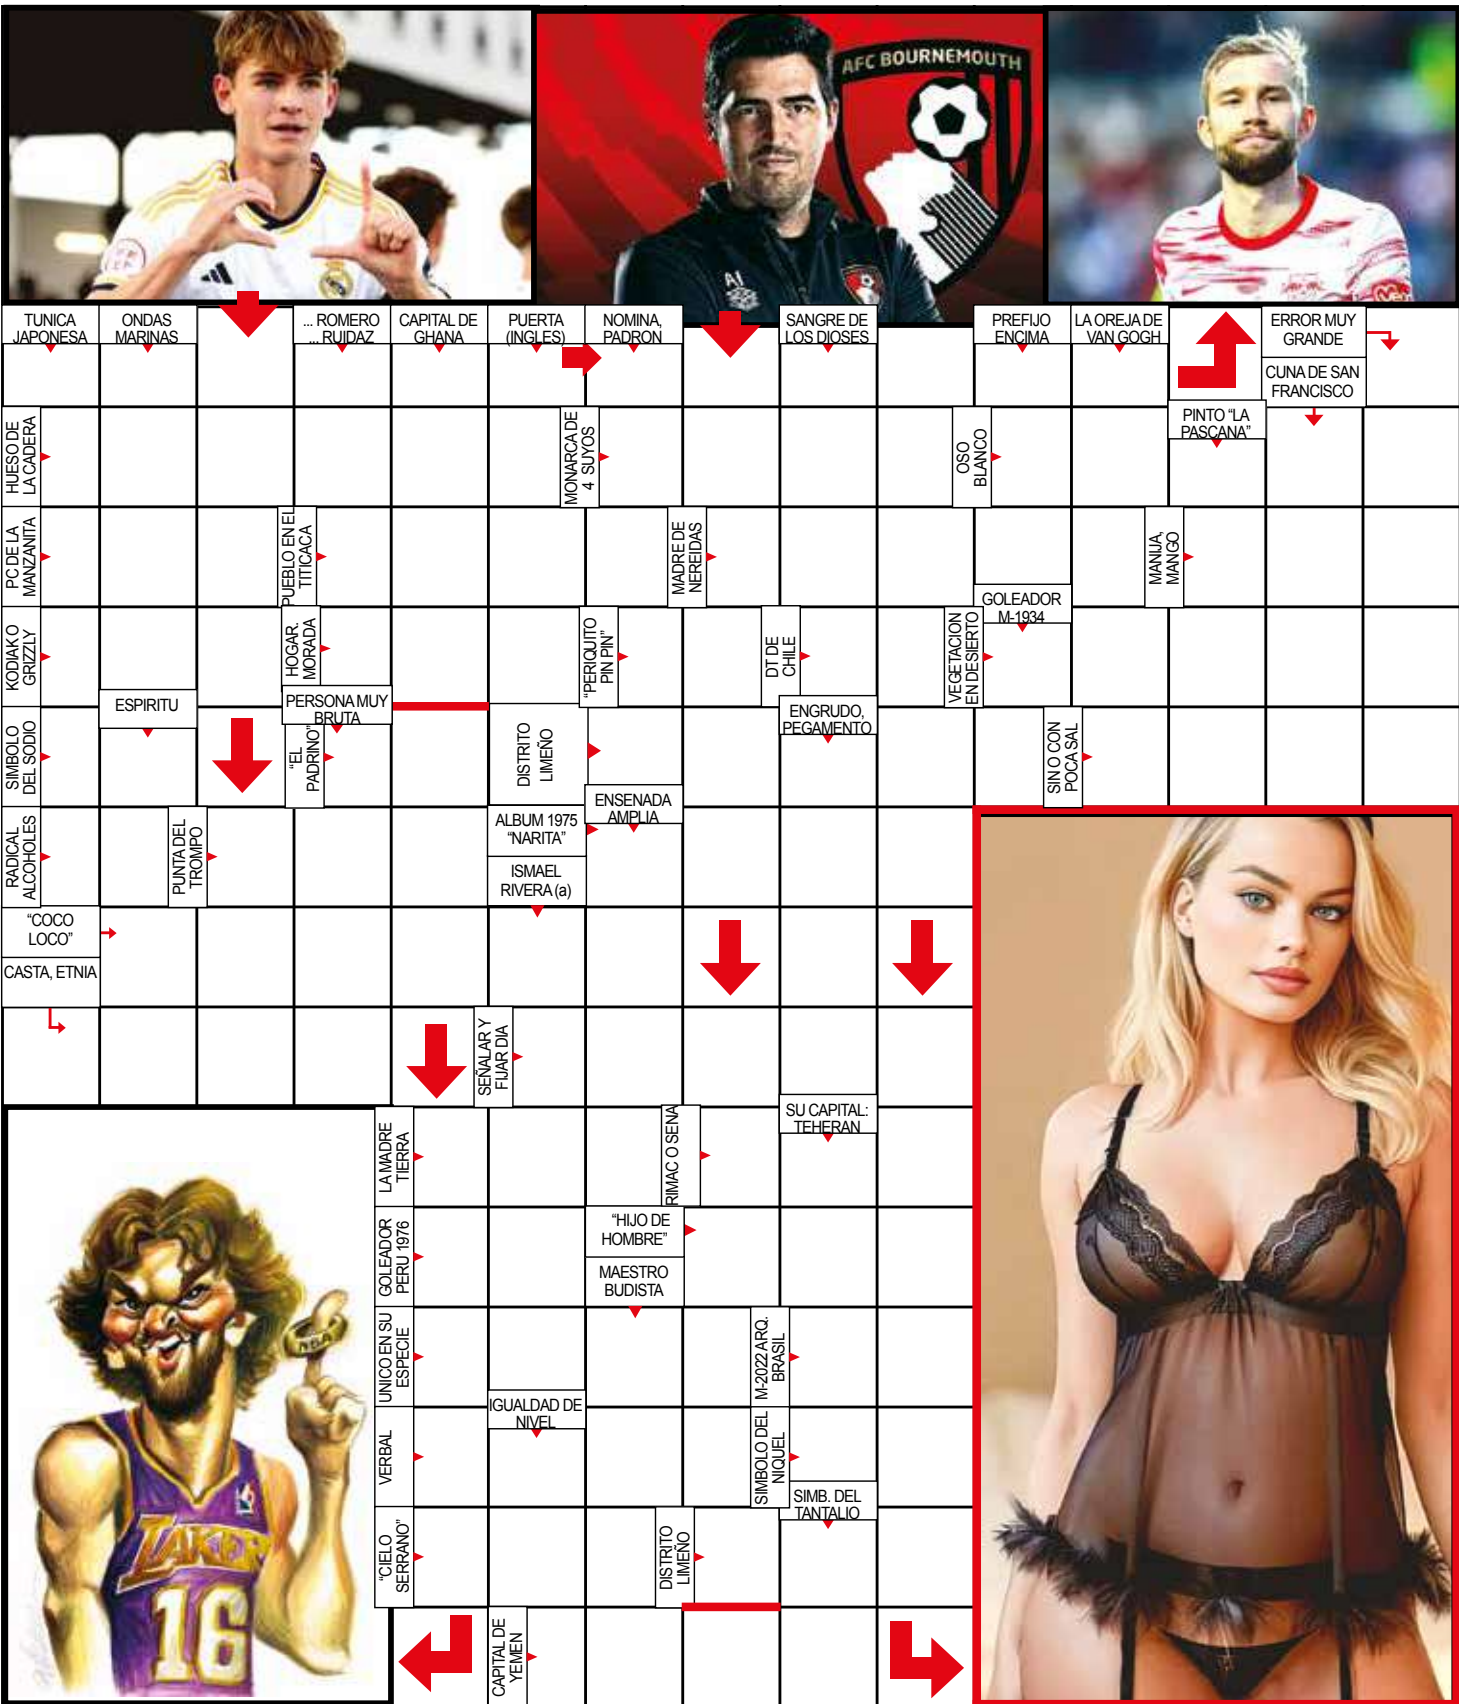 AFC BOURNEMOUTH
AI
TUNICA
JAPONESA
ONDAS
MARINAS
... ROMERO
... RUIDAZ
CAPITAL DE
GHANA
PUERTA
(INGLES)
NOMINA,
PADRON
SANGRE DE
LOS DIOSES
PREFIJO
ENCIMA
LA OREJA DE
VAN GOGH
ERROR MUY
GRANDE
CUNA DE SAN
FRANCISCO
HUESO DE
LA CADERA
MONARCA DE
4 SUYOS
OSO
BLANCO
PINTO “LA
PASCANA”
PC DE LA
MANZANITA
PUEBLO EN EL
TITICACA
MADRE DE
NEREIDAS
MANIJA,
MANGO
GOLEADOR
M-1934
KODIAK O
GRIZZLY
HOGAR.
MORADA
“PERIQUITO
PIN PIN”
DT DE
CHILE
VEGETACION
EN DESIERTO
ESPIRITU
PERSONA MUY
BRUTA
ENGRUDO,
PEGAMENTO
SIMBOLO
DEL SODIO
“EL
PADRINO”
DISTRITO
LIMEÑO
SIN O CON
POCA SAL
ENSENADA
AMPLIA
RADICAL
ALCOHOLES
PUNTA DEL
TROMPO
ALBUM 1975
“NARITA”
ISMAEL
RIVERA (a)
“COCO
LOCO”
CASTA, ETNIA
SEÑALAR Y
FIJAR DIA
LA MADRE
TIERRA
RIMAC O SENA
SU CAPITAL:
TEHERAN
GOLEADOR
PERU 1976
“HIJO DE
HOMBRE”
MAESTRO
BUDISTA
UNICO EN SU
ESPECIE
M-2022 ARQ.
BRASIL
IGUALDAD DE
NIVEL
VERBAL
SIMBOLO DEL
NIQUEL
SIMB. DEL
TANTALIO
“CIELO
SERRANO”
DISTRITO
LIMEÑO
CAPITAL DE
YEMEN
NBA
LAKER
16